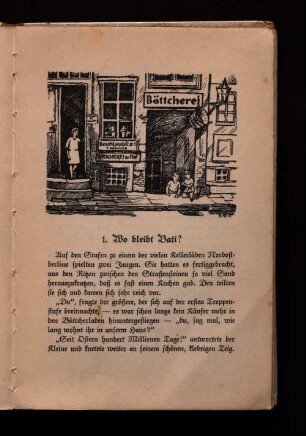 Böttcherei
1. Wo bleibt Vati?
Auf den Stufen zu einem der vielen Kellerläden Nordost-
berlins spielten zwei Jungen. Sie hatten es fertiggebracht,
aus den Ritzen zwischen den Straßensteinen so viel Sand
herauszukratzen, daß es fast einen Kuchen gab. Den teilten
sie sich und kamen sich sehr reich vor.
„Du", fragte der größere, der sich auf der ersten Treppen-
stufe breitmachte, — es war schon lange kein Käufer mehr in
den Böttcherladen hinuntergestiegen — „du, sag mal, wie
lang wohnt ihr in unserm Haus?"
„Seit Ostern hundert Millionen Tage!" antwortete der
Kleine und knetete weiter an seinem schönen, klebrigen Teig.